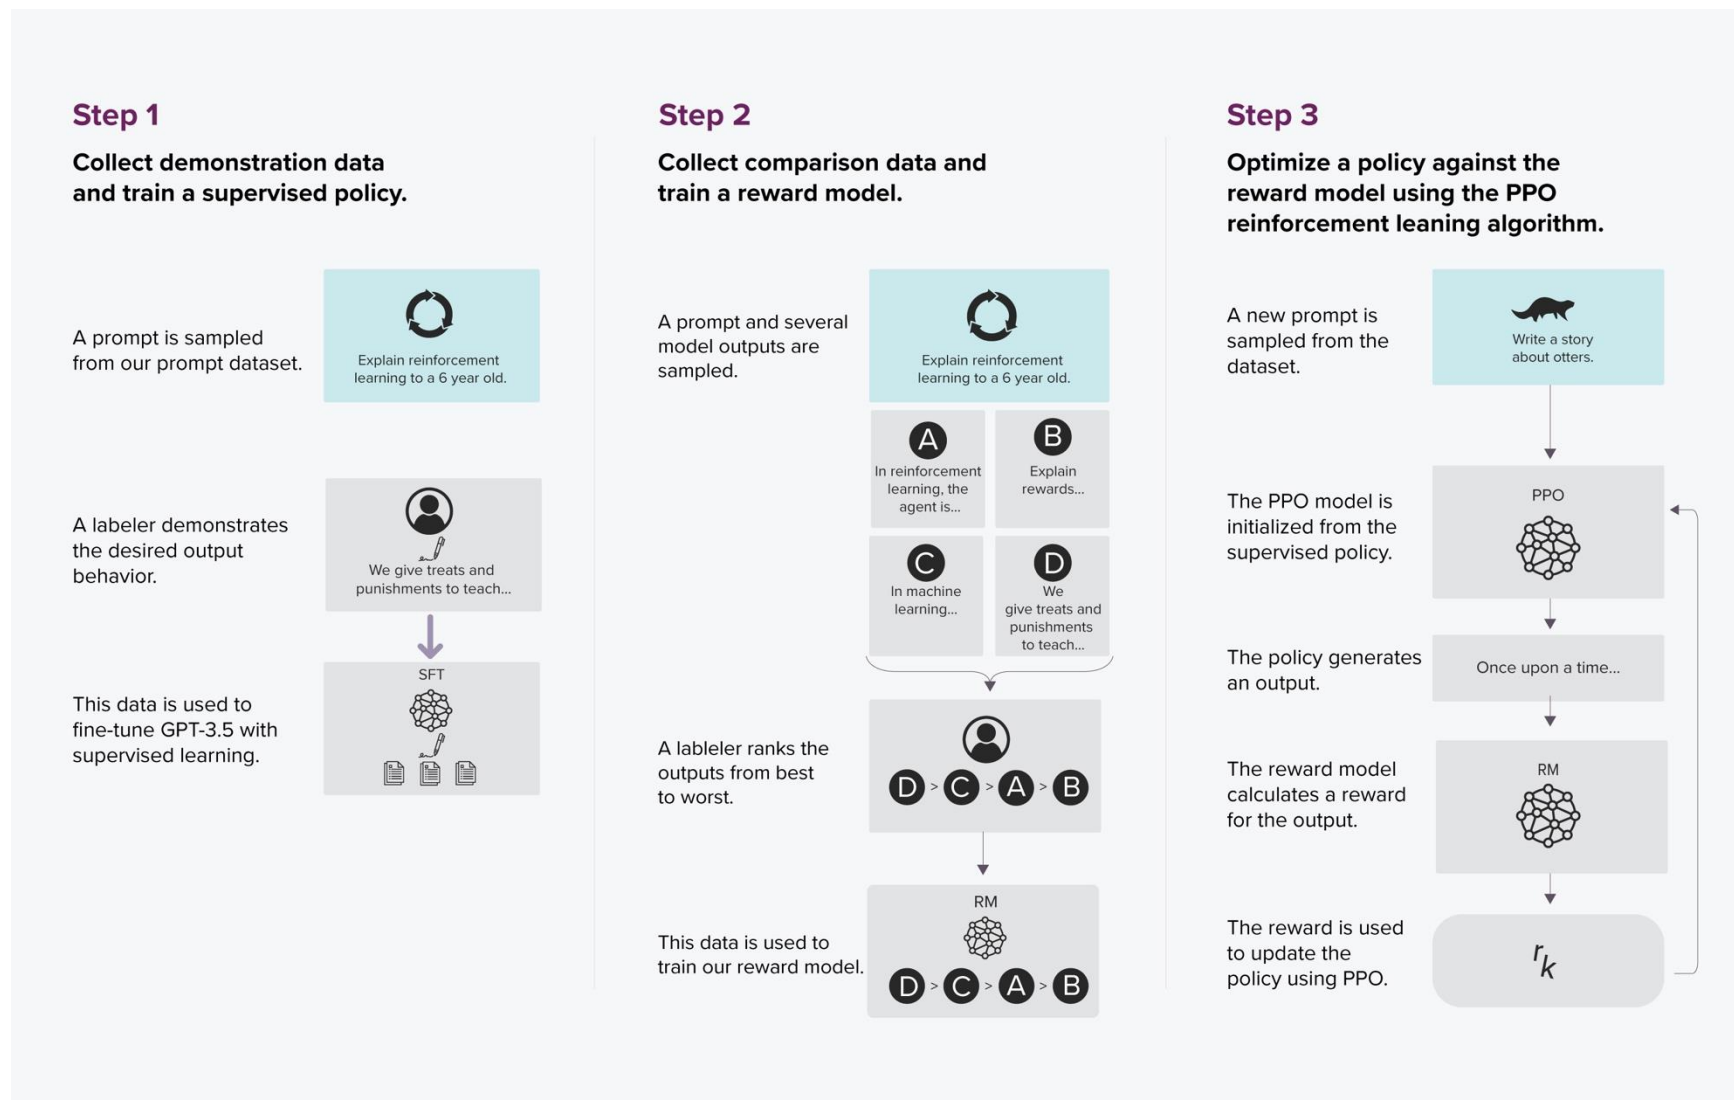 Step 1
Collect demonstration data
and train a supervised policy.
A prompt is sampled
from our prompt dataset.
Explain reinforcement
learning to a 6 year old.
A labeler demonstrates
the desired output
behavior.
We give treats and
punishments to teach...
This data is used to
fine-tune GPT-3.5 with
supervised learning.
SFT
Step 2
Collect comparison data and
train a reward model.
A prompt and several
model outputs are
sampled.
Explain reinforcement
learning to a 6 year old.
A
In reinforcement
learning, the
agent is...
B
Explain
rewards...
C
In machine
learning...
D
We
give treats and
punishments
to teach...
A lableler ranks the
outputs from best
to worst.
D > C > A > B
This data is used to
train our reward model.
RM
D > C > A > B
Step 3
Optimize a policy against the
reward model using the PPO
reinforcement leaning algorithm.
A new prompt is
sampled from the
dataset.
Write a story
about otters.
The PPO model is
initialized from the
supervised policy.
PPO
The policy generates
an output.
Once upon a time...
The reward model
calculates a reward
for the output.
RM
The reward is used
to update the
policy using PPO.
rk